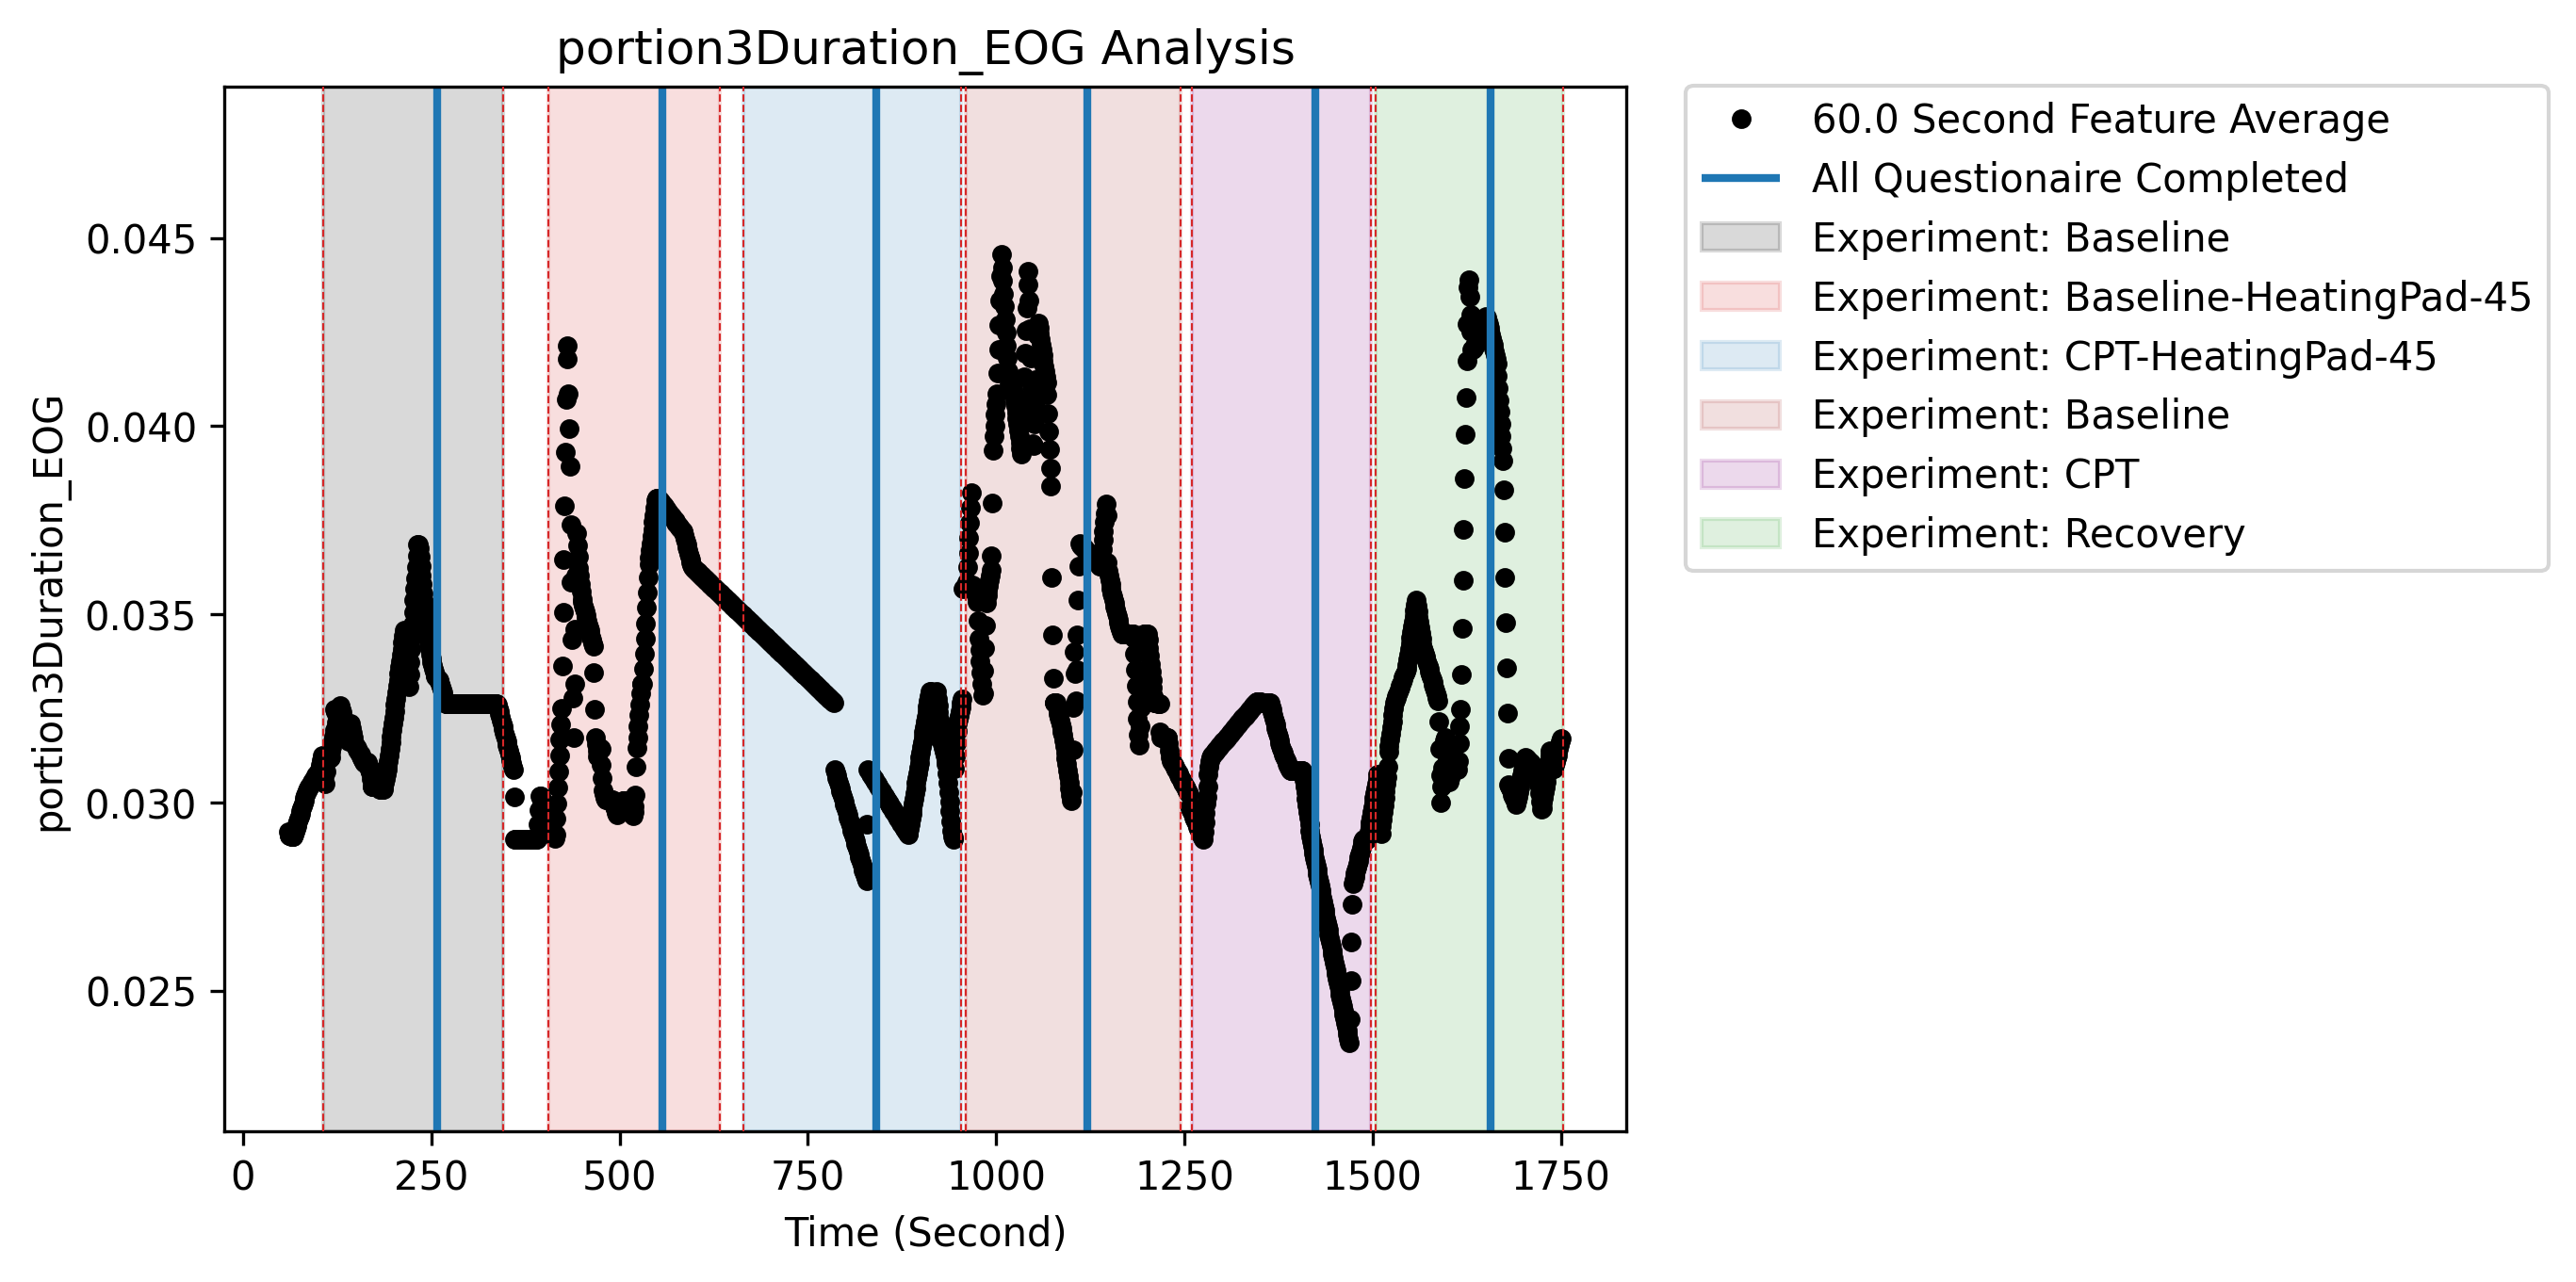 portion3Duration_EOG Analysis
portion3Duration_EOG
0.045
0.040
0.035
0.030
0.025
0
250
500
750
1000
1250
1500
1750
Time (Second)
60.0 Second Feature Average
All Questionaire Completed
Experiment: Baseline
Experiment: Baseline-HeatingPad-45
Experiment: CPT-HeatingPad-45
Experiment: Baseline
Experiment: CPT
Experiment: Recovery